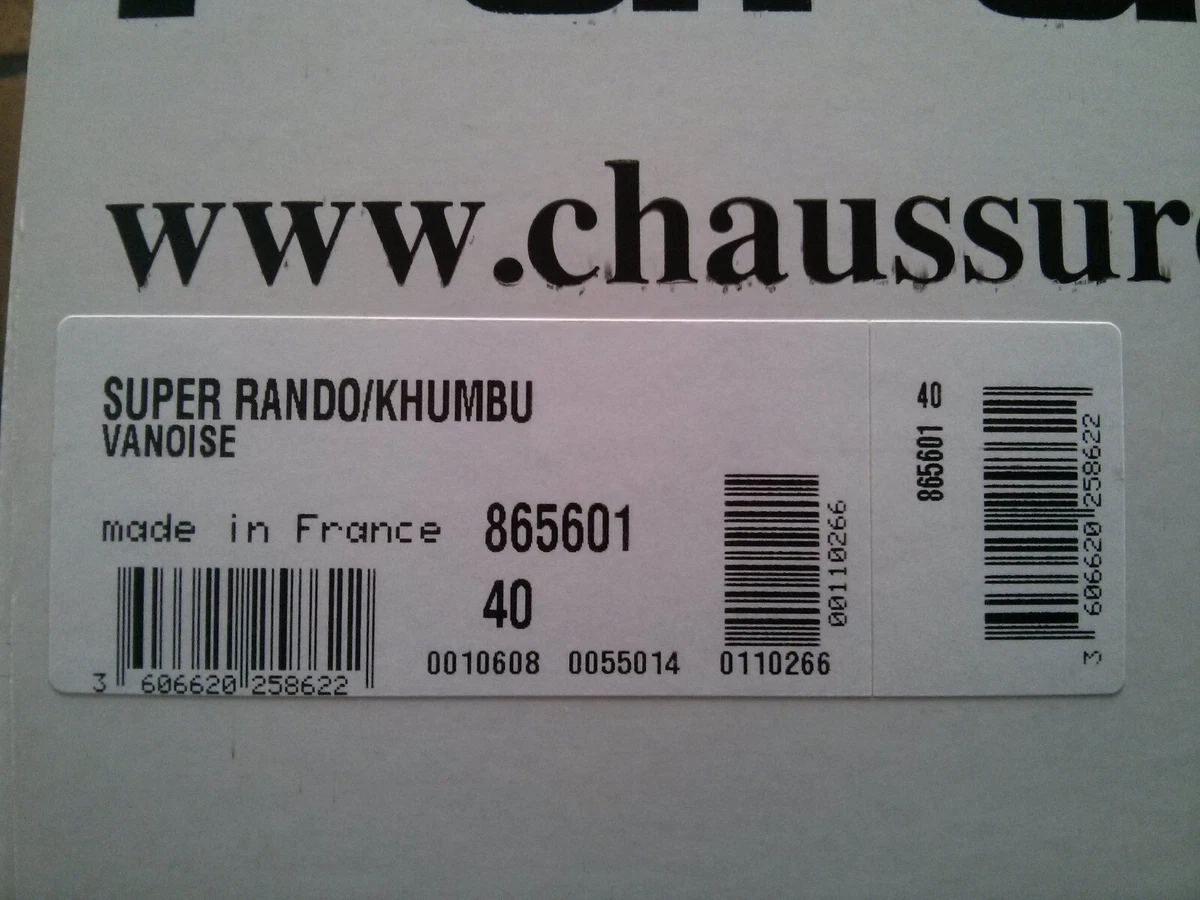 www.chaussure
SUPER RANDO/KHUMBU
VANOISE
made in France 865601
40
0010608 0055014 0110266
3 606620 258622
00110266
865601 40
3 606620 258622